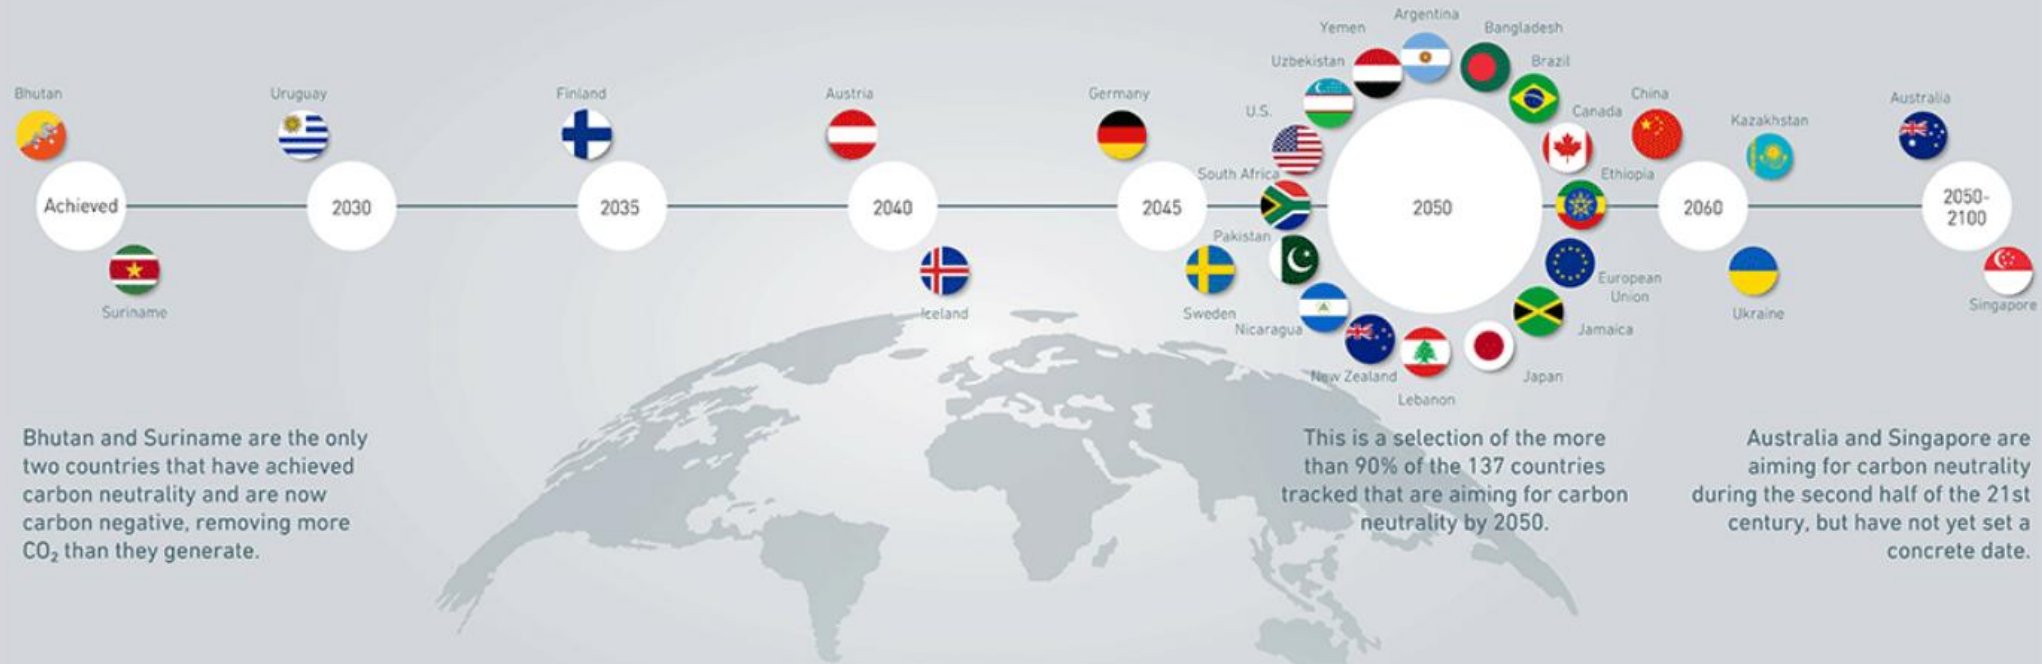 Bhutan
Achieved
Suriname
Uruguay
2030
Finland
2035
Austria
2040
Iceland
Germany
2045
Sweden
Argentina
Yemen
Bangladesh
Uzbekistan
Brazil
U.S.
Canada
South Africa
Ethiopia
2050
Pakistan
European
Union
Nicaragua
Jamaica
New Zealand
Japan
Lebanon
China
Kazakhstan
2060
Ukraine
Australia
2050-
2100
Singapore
Bhutan and Suriname are the only
two countries that have achieved
carbon neutrality and are now
carbon negative, removing more
CO₂ than they generate.
This is a selection of the more
than 90% of the 137 countries
tracked that are aiming for carbon
neutrality by 2050.
Australia and Singapore are
aiming for carbon neutrality
during the second half of the 21st
century, but have not yet set a
concrete date.